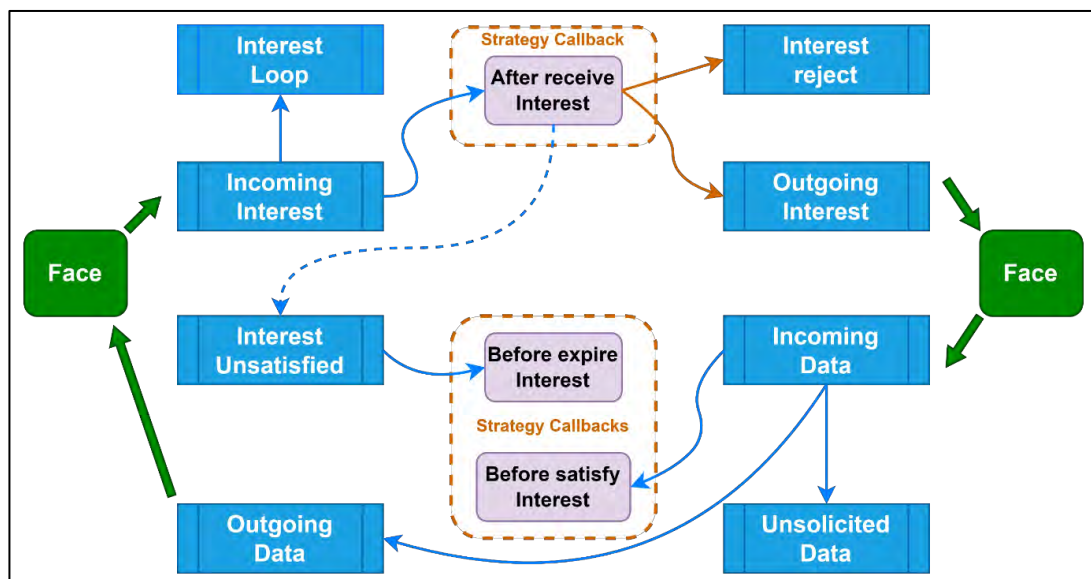 Interest
Loop
Strategy Callback
After receive
Interest
Interest
reject
Incoming
Interest
Outgoing
Interest
Face
Face
Interest
Unsatisfied
Before expire
Interest
Incoming
Data
Strategy Callbacks
Before satisfy
Interest
Outgoing
Data
Unsolicited
Data